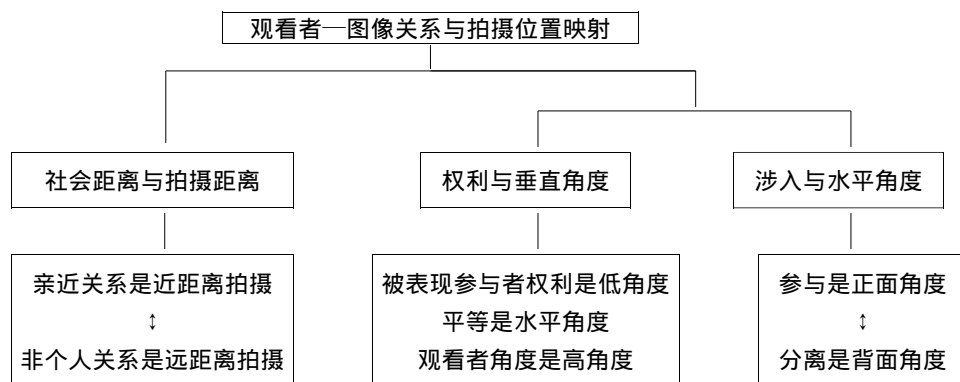 观看者—图像关系与拍摄位置映射
社会距离与拍摄距离
权利与垂直角度
涉入与水平角度
亲近关系是近距离拍摄
↕
非个人关系是远距离拍摄
被表现参与者权利是低角度
平等是水平角度
观看者角度是高角度
参与是正面角度
↕
分离是背面角度